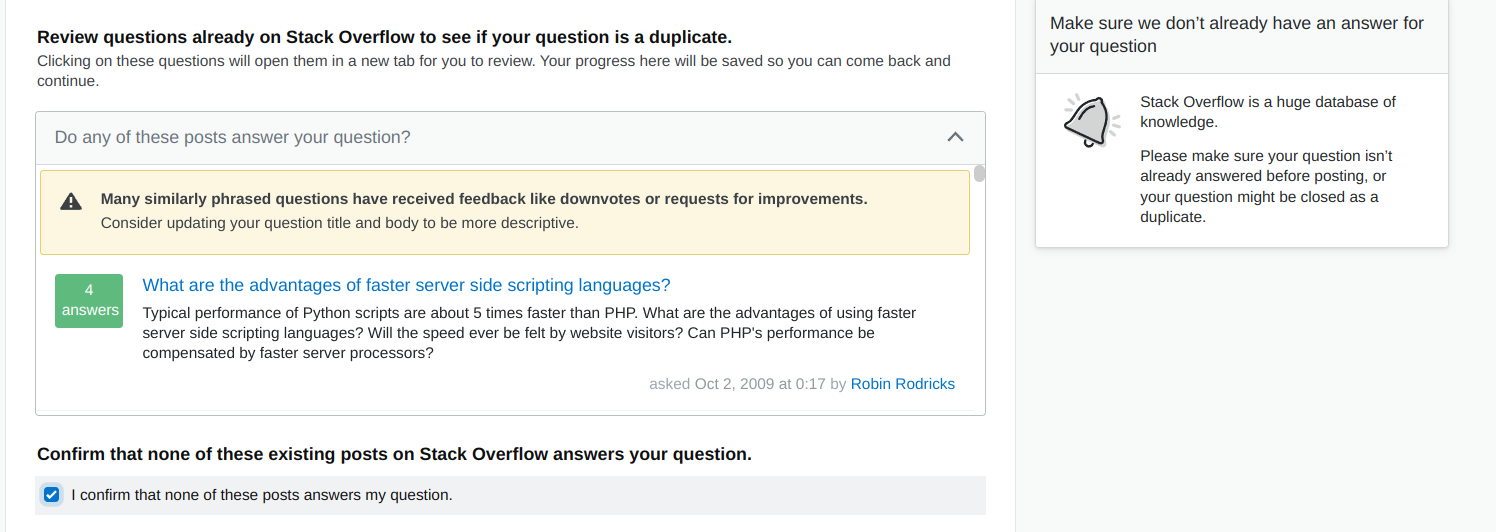 Review questions already on Stack Overflow to see if your question is a duplicate.
Clicking on these questions will open them in a new tab for you to review. Your progress here will be saved so you can come back and
continue.
Do any of these posts answer your question?
Many similarly phrased questions have received feedback like downvotes or requests for improvements.
Consider updating your question title and body to be more descriptive.
4
answers
What are the advantages of faster server side scripting languages?
Typical performance of Python scripts are about 5 times faster than PHP. What are the advantages of using faster
server side scripting languages? Will the speed ever be felt by website visitors? Can PHP's performance be
compensated by faster server processors?
asked Oct 2, 2009 at 0:17 by Robin Rodricks
Confirm that none of these existing posts on Stack Overflow answers your question.
I confirm that none of these posts answers my question.
Make sure we don’t already have an answer for
your question
Stack Overflow is a huge database of
knowledge.
Please make sure your question isn’t
already answered before posting, or
your question might be closed as a
duplicate.